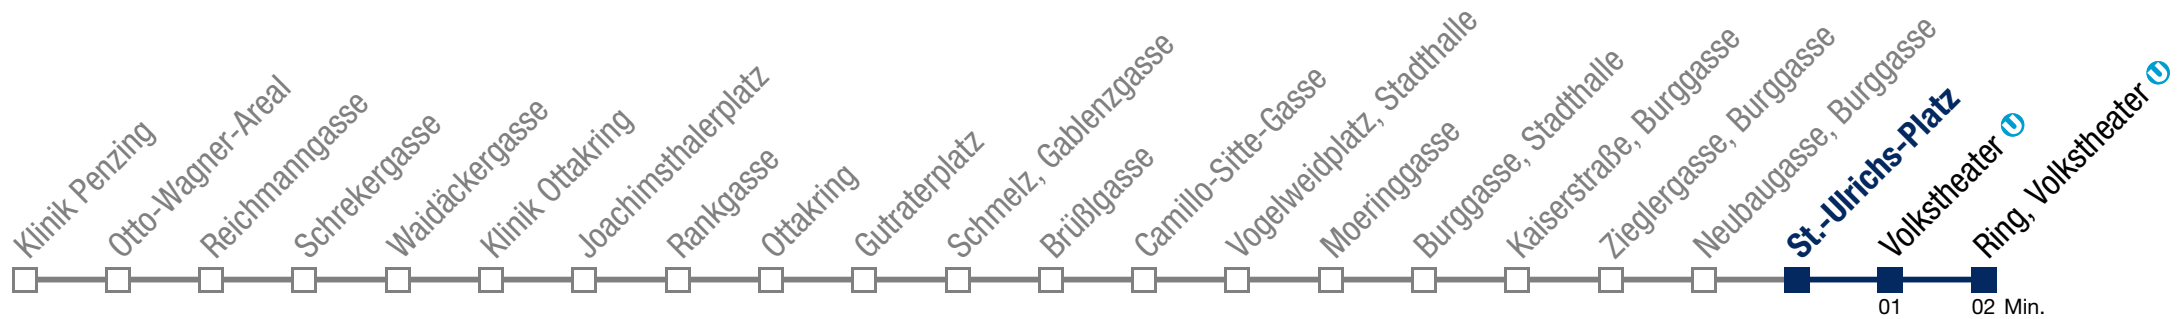 Klinik Penzing
Otto-Wagner-Areal
Reichmanngasse
Schrekergasse
Waidäckergasse
Klinik Ottakring
Joachimsthalerplatz
Rankgasse
Ottakring
Gutraterplatz
Schmelz, Gablenzgasse
Brüßlgasse
Camillo-Sitte-Gasse
Vogelweidplatz, Stadthalle
Moeringgasse
Burggasse, Stadthalle
Kaiserstraße, Burggasse
Zieglergasse, Burggasse
Neubaugasse, Burggasse
St.-Ulrichs-Platz
Volkstheater U
Ring, Volkstheater U
01
02 Min.